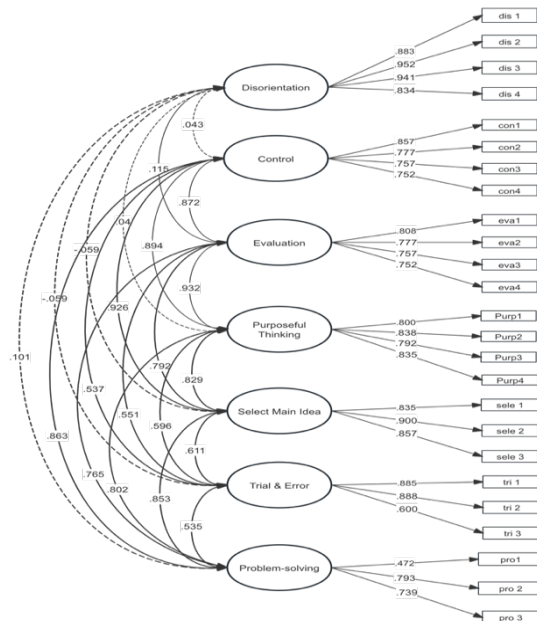 dis 1
.883
dis 2
.952
.941
dis 3
Disorientation
.834
dis 4
.043
con1
.857
con2
.777
Control
.757
con3
.115
.752
con4
.872
.04
eva1
.808
-.059
.894
Evaluation
.777
eva2
.757
eva3
.752
.932
eva4
-.059
.926
Purp1
.800
.838
Purp2
Purposeful
Thinking
.792
Purp3
.835
.101
.792
Purp4
.829
.537
.551
.835
sele 1
Select Main Idea
.900
sele 2
.596
.857
.863
.611
sele 3
.765
.885
tri 1
.802
Trial & Error
.888
tri 2
.853
.600
.535
tri 3
.472
pro1
Problem-solving
.793
pro 2
.739
pro 3